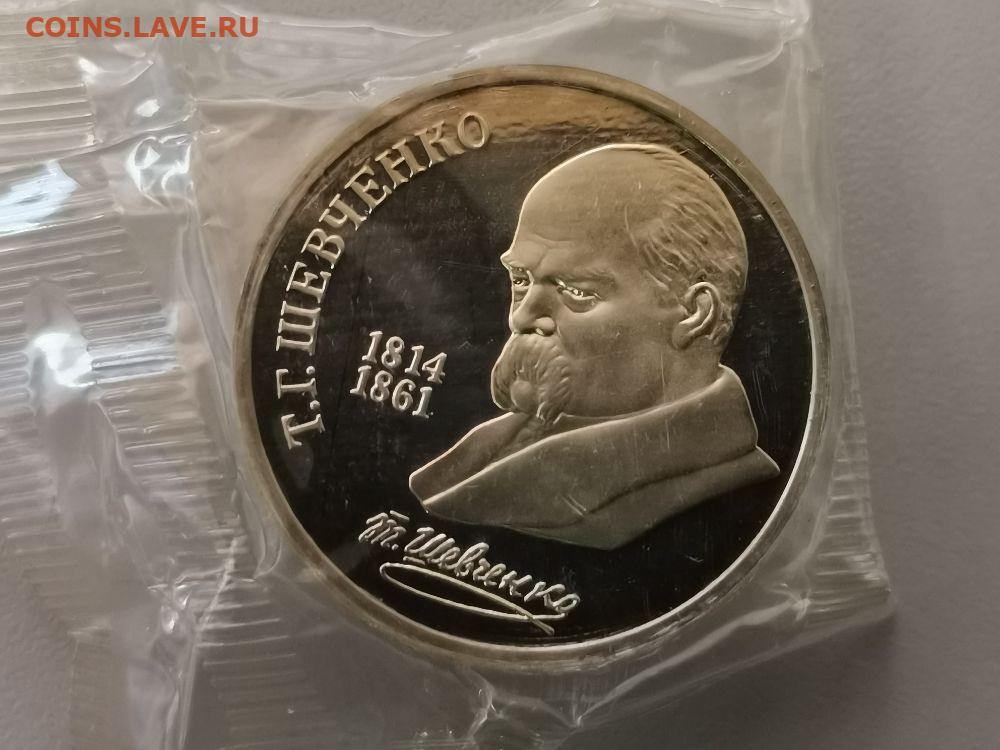 COINS.LAVE.RU
Т.Г.ШЕВЧЕНКО
1814
1861
Т. Шевченко